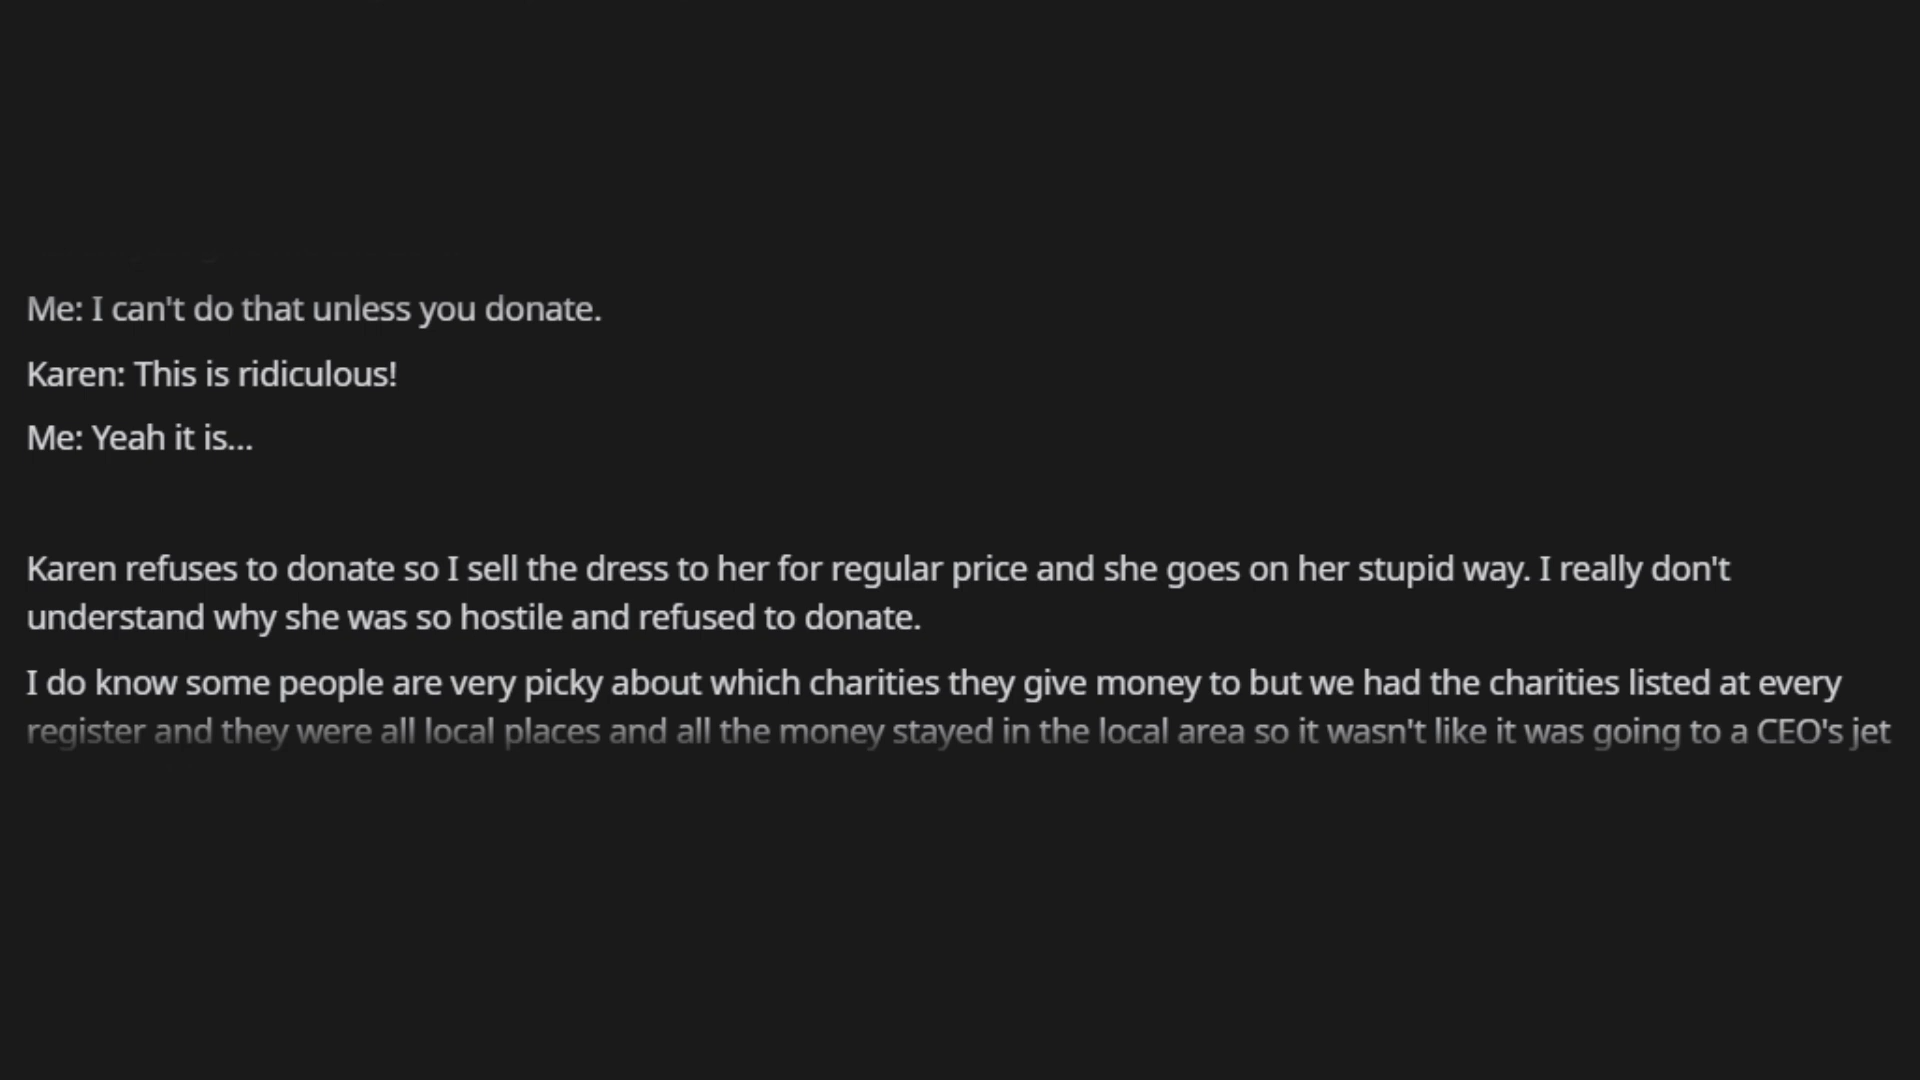 Me: I can't do that unless you donate.
Karen: This is ridiculous!
Me: Yeah it is...
Karen refuses to donate so I sell the dress to her for regular price and she goes on her stupid way. I really don't
understand why she was so hostile and refused to donate.
I do know some people are very picky about which charities they give money to but we had the charities listed at every
register and they were all local places and all the money stayed in the local area so it wasn't like it was going to a CEO's jet